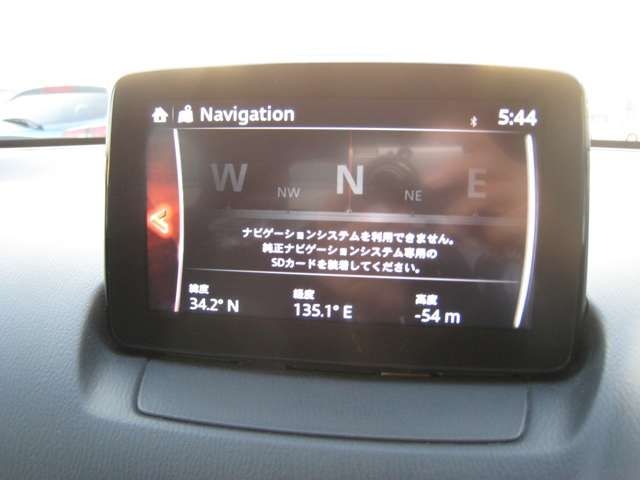 Navigation
5:44
W NW N NE E
ナビゲーションシステムを利用できません。
純正ナビゲーションシステム専用の
SDカードを装着してください。
緯度 経度 高度
34.2° N 135.1° E -54 m